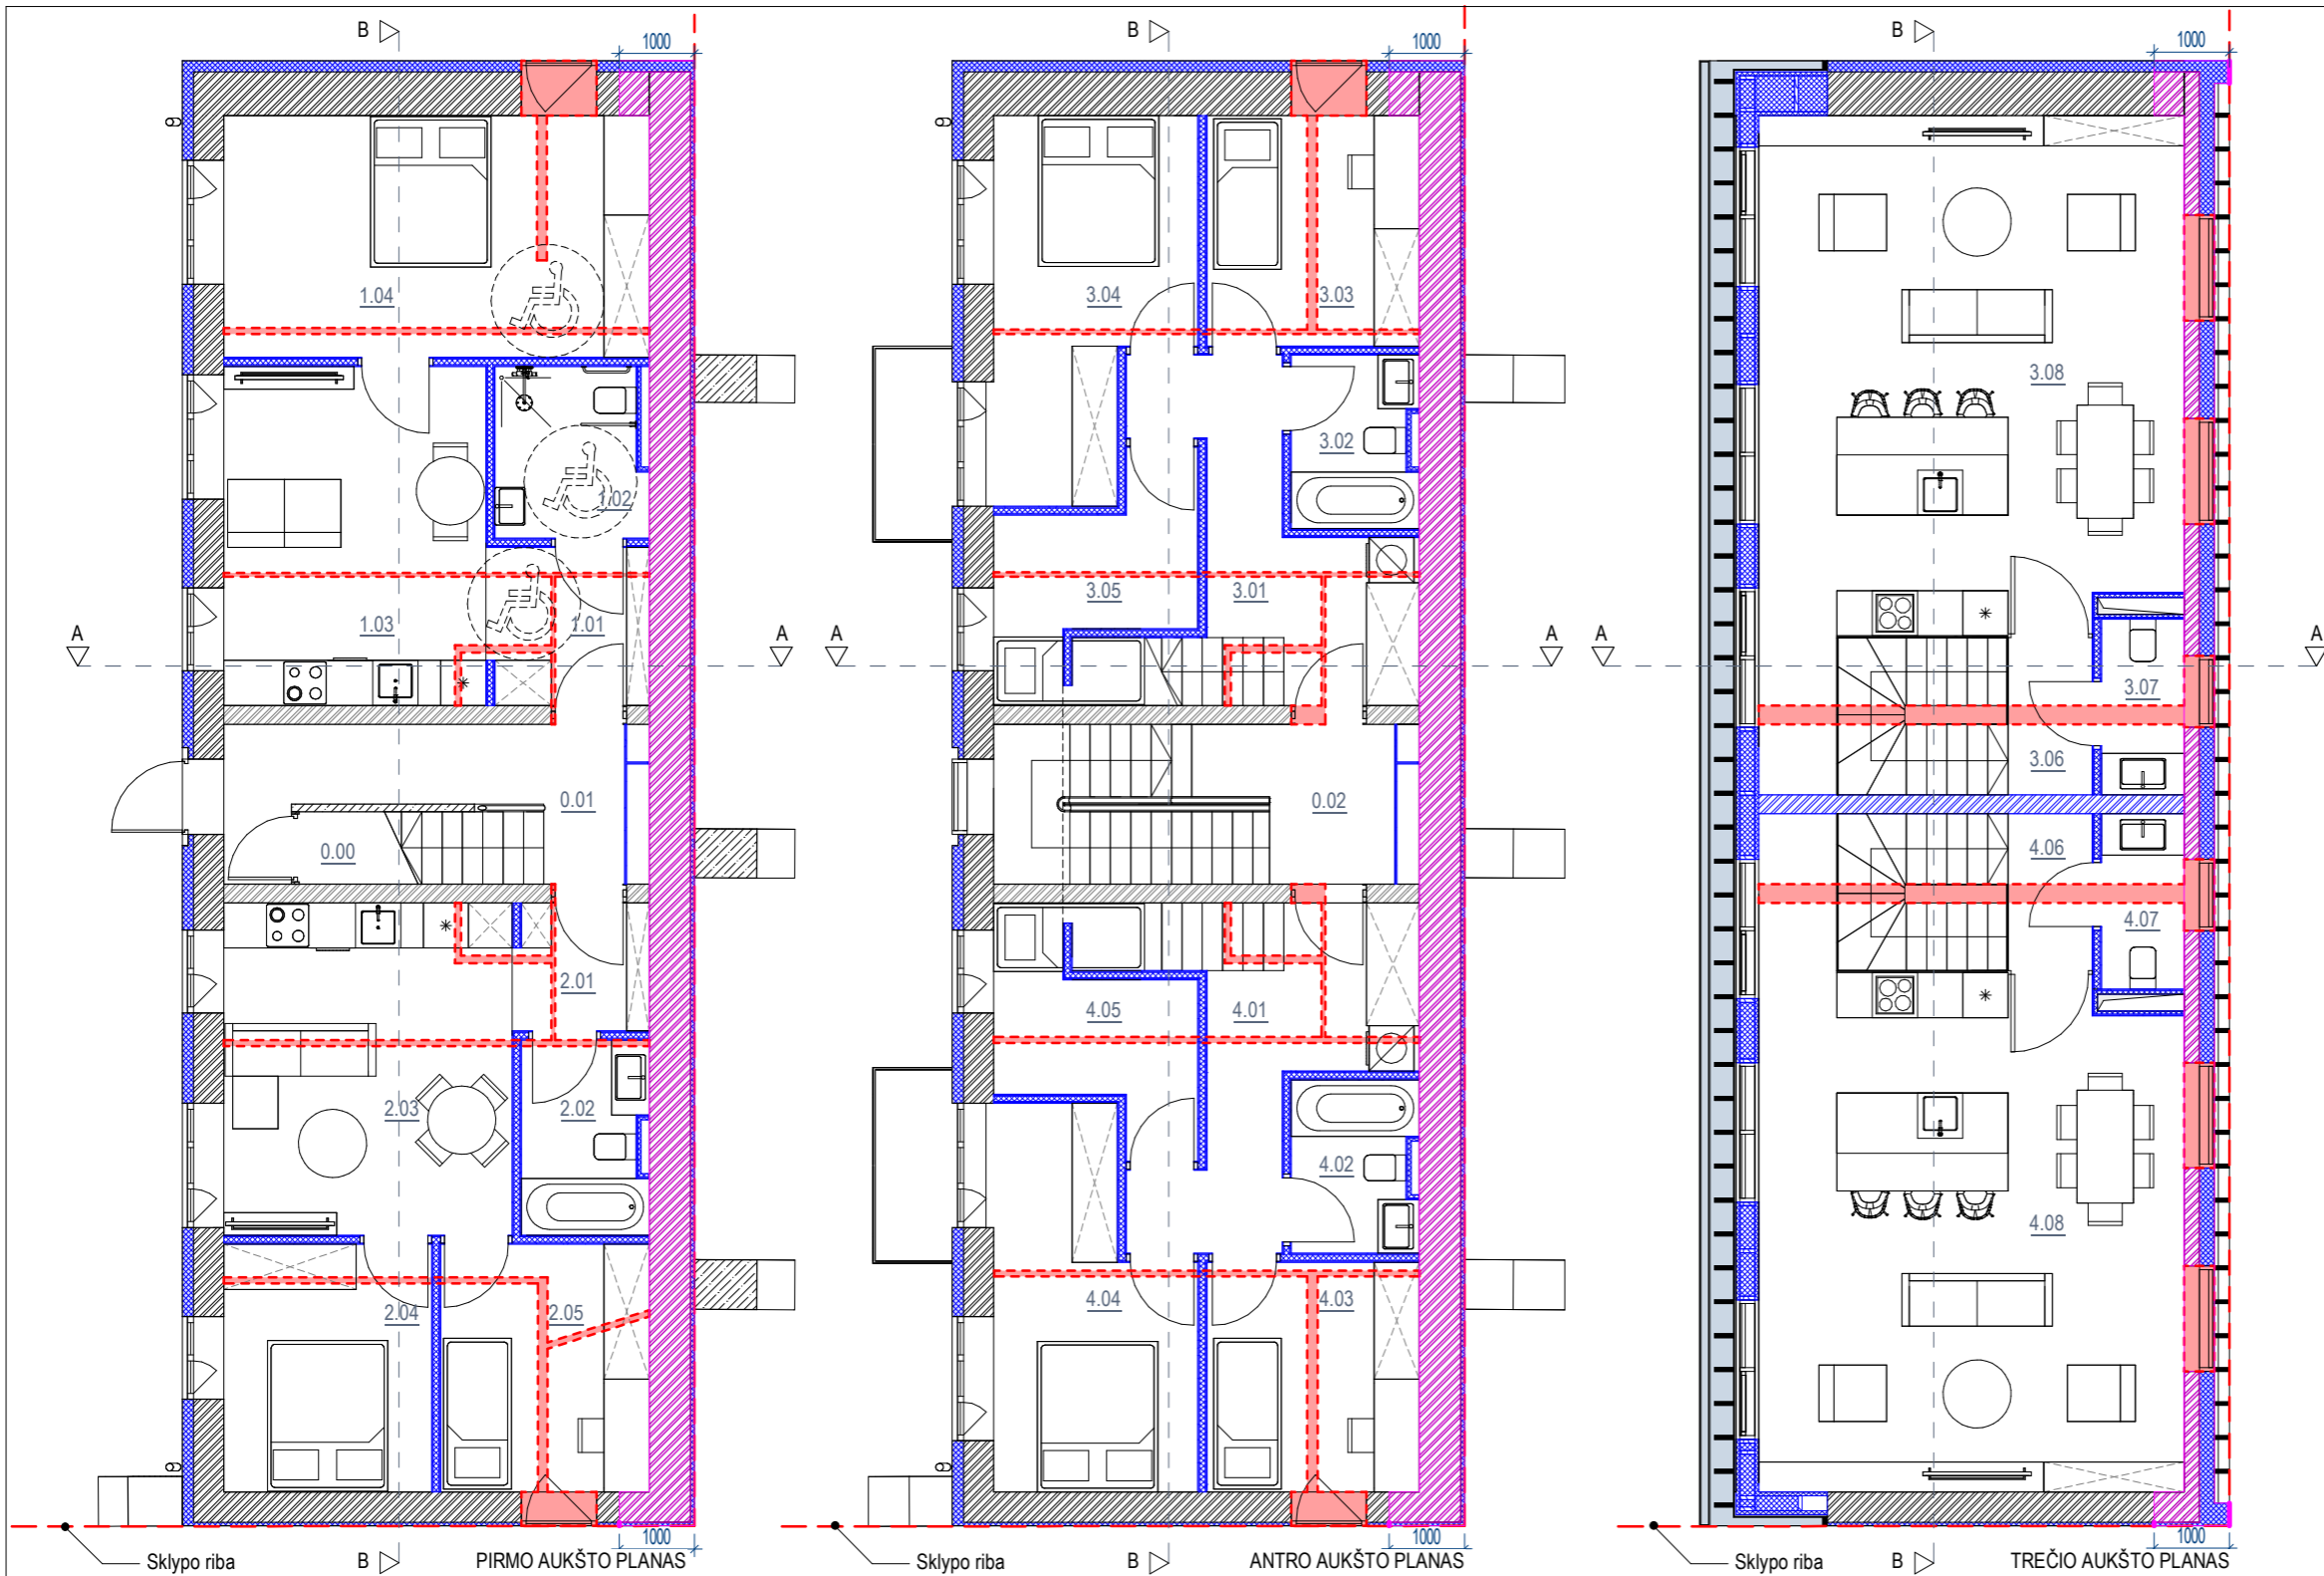 B 1000 B 1000 B 1000
1.04 3.04 3.03
3.08
3.02
1.02
1.03 1.01 3.05 3.01
A A A A A A
3.07
3.06
0.01 0.02
0.00 4.06
4.07
2.01 4.05 4.01
2.03 2.02
4.02
4.08
2.04 2.05 4.04 4.03
1000 1000 1000
Sklypo riba B PIRMO AUKŠTO PLANAS
Sklypo riba B ANTRO AUKŠTO PLANAS
Sklypo riba B TREČIO AUKŠTO PLANAS